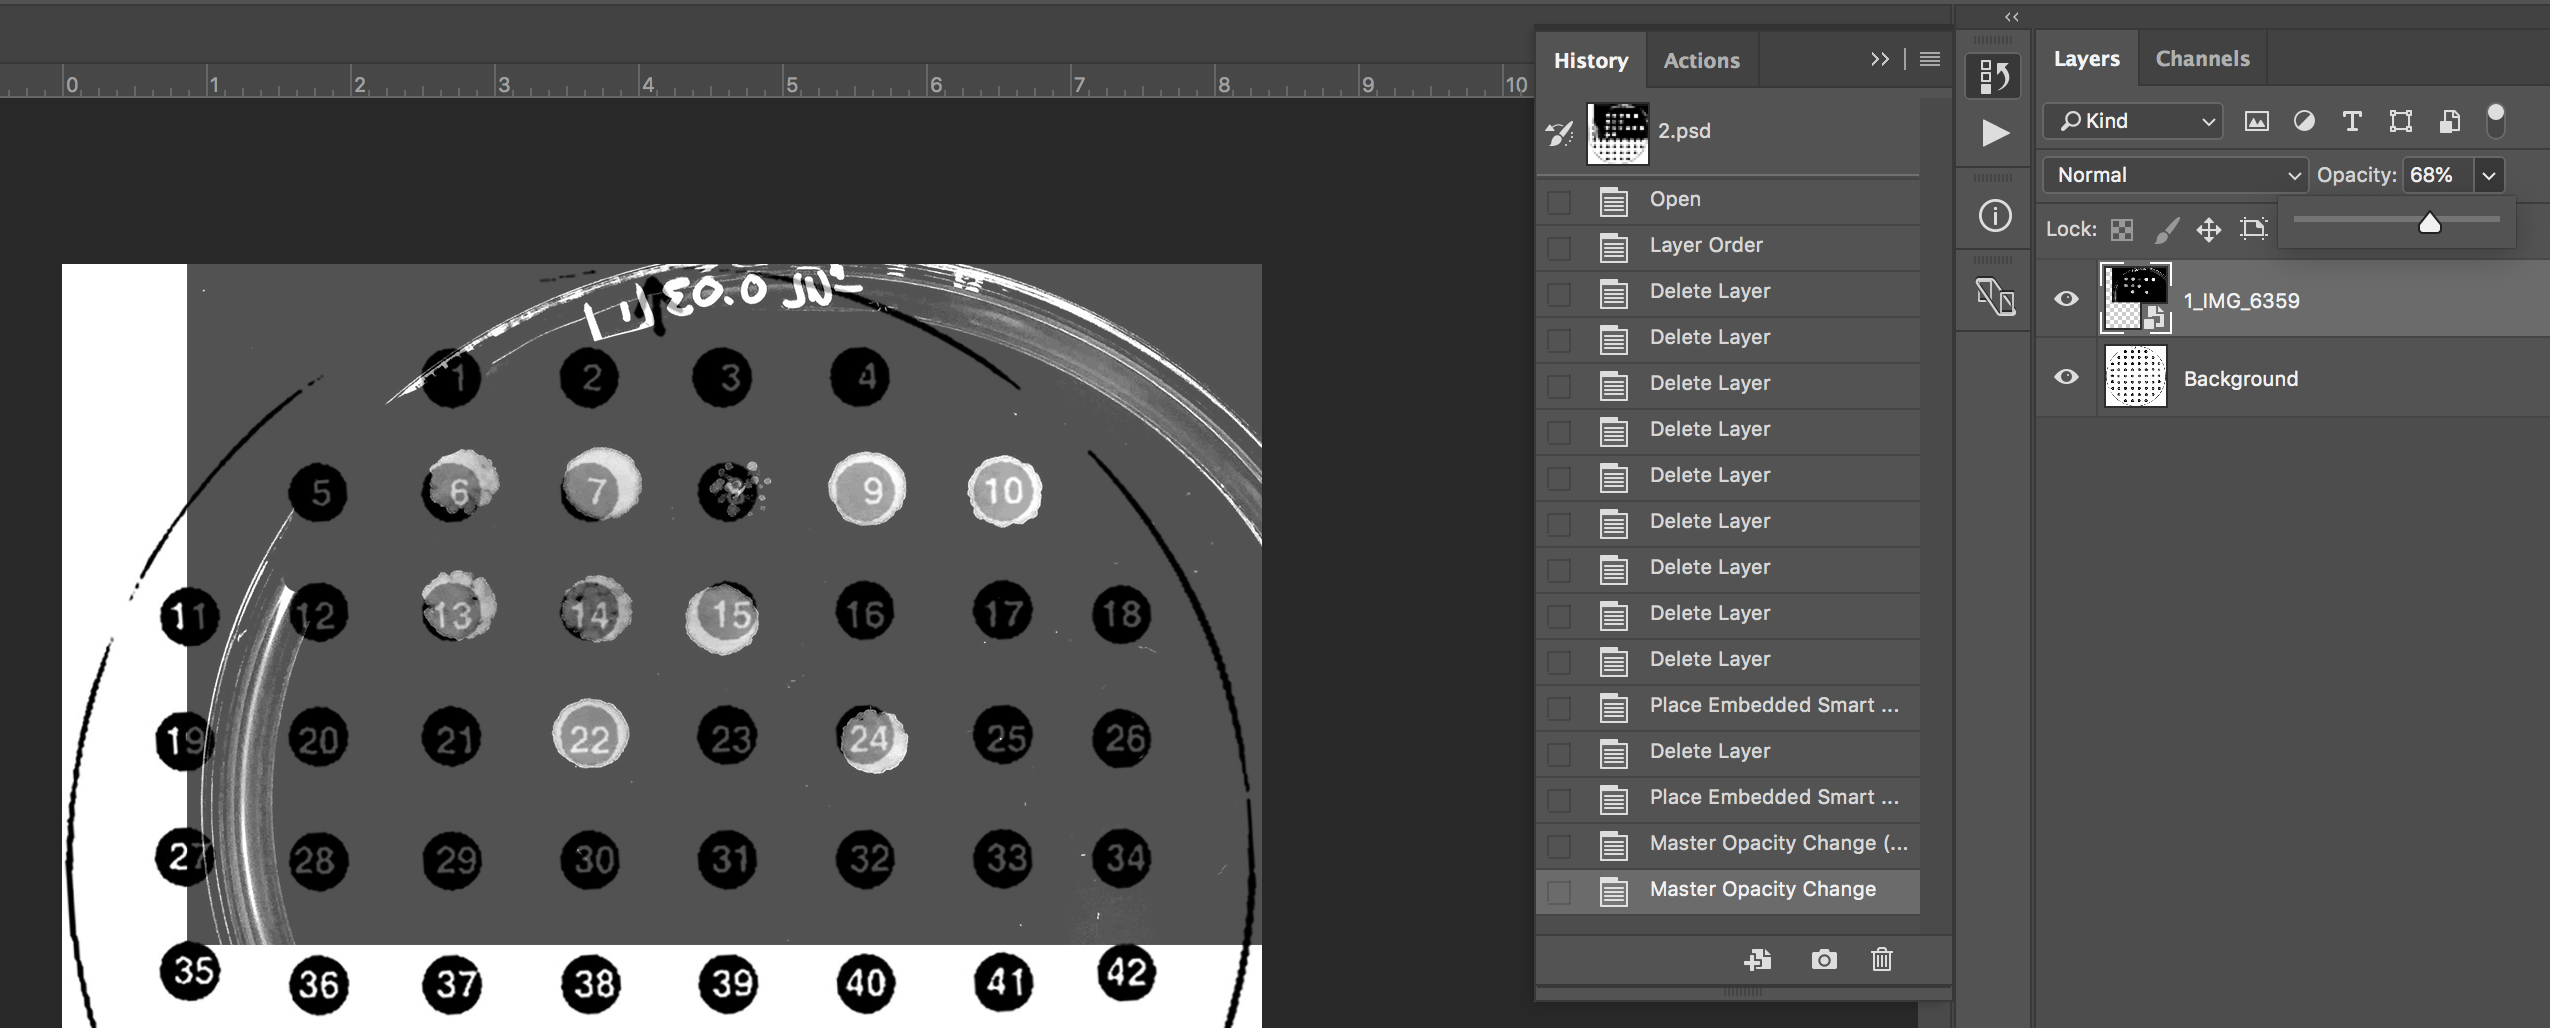 0 1 2 3 4 5 6 7 8 9 10
History Actions
2.psd
Open
Layer Order
Delete Layer
Delete Layer
Delete Layer
Delete Layer
Delete Layer
Delete Layer
Delete Layer
Delete Layer
Delete Layer
Place Embedded Smart ...
Delete Layer
Place Embedded Smart ...
Master Opacity Change (...
Master Opacity Change
Layers Channels
Kind
Normal Opacity: 68%
Lock:
1_IMG_6359
Background
0.03
1 2 3 4
5 6 7 9 10
11 12 13 14 15 16 17 18
19 20 21 22 23 24 25 26
27 28 29 30 31 32 33 34
35 36 37 38 39 40 41 42